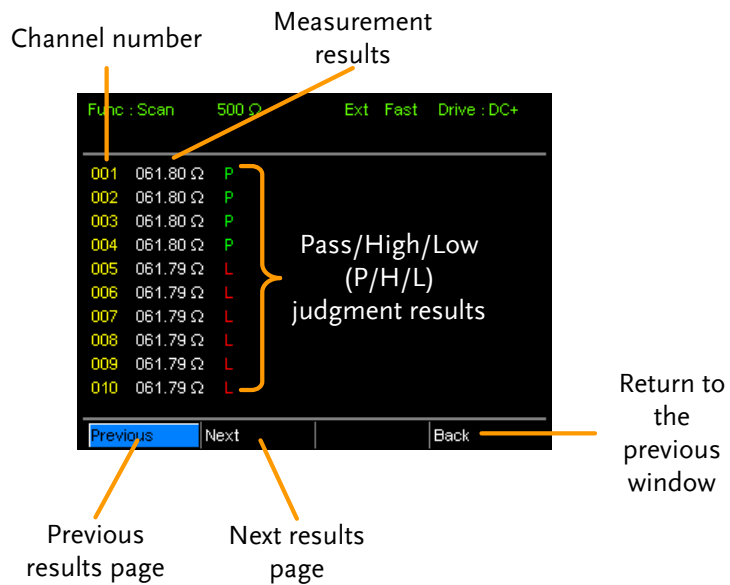 Channel number
Measurement
results
Func : Scan 500 Ω Ext Fast Drive : DC+
001 061.80 Ω P
002 061.80 Ω P
003 061.80 Ω P
004 061.80 Ω P
005 061.79 Ω L
006 061.79 Ω L
007 061.79 Ω L
008 061.79 Ω L
009 061.79 Ω L
010 061.79 Ω L
Pass/High/Low
(P/H/L)
judgment results
Previous Next Back
Return to
the
previous
window
Previous
results page
Next results
page